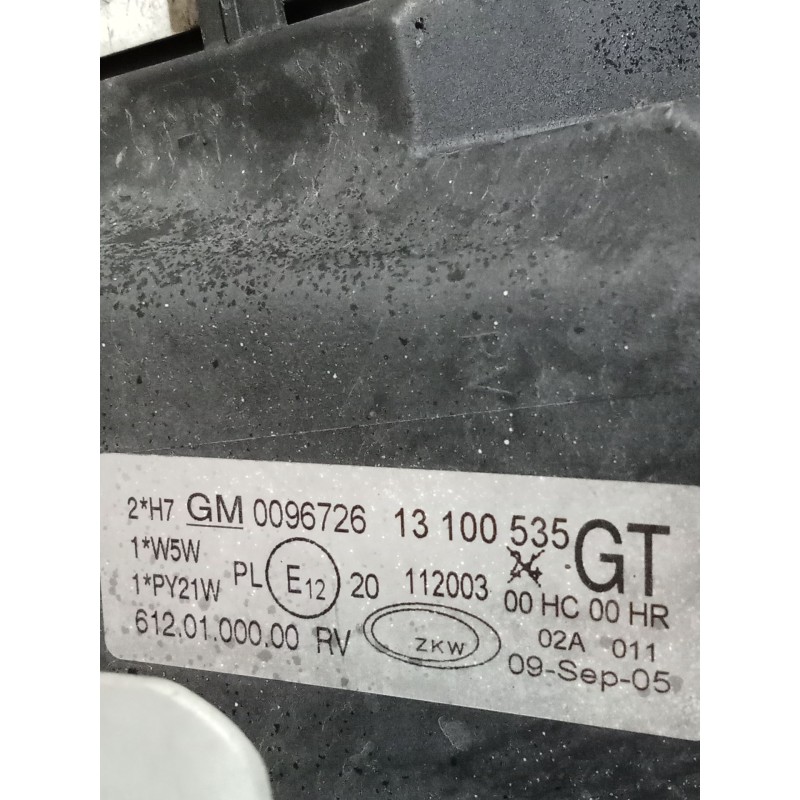 2*H7 GM 0096726 13 100 535 GT
1*W5W
1*PY21W PL E12 20 112003 00 HC 00 HR
612.01.000.00 RV ZKW 02A 011
09-Sep-05